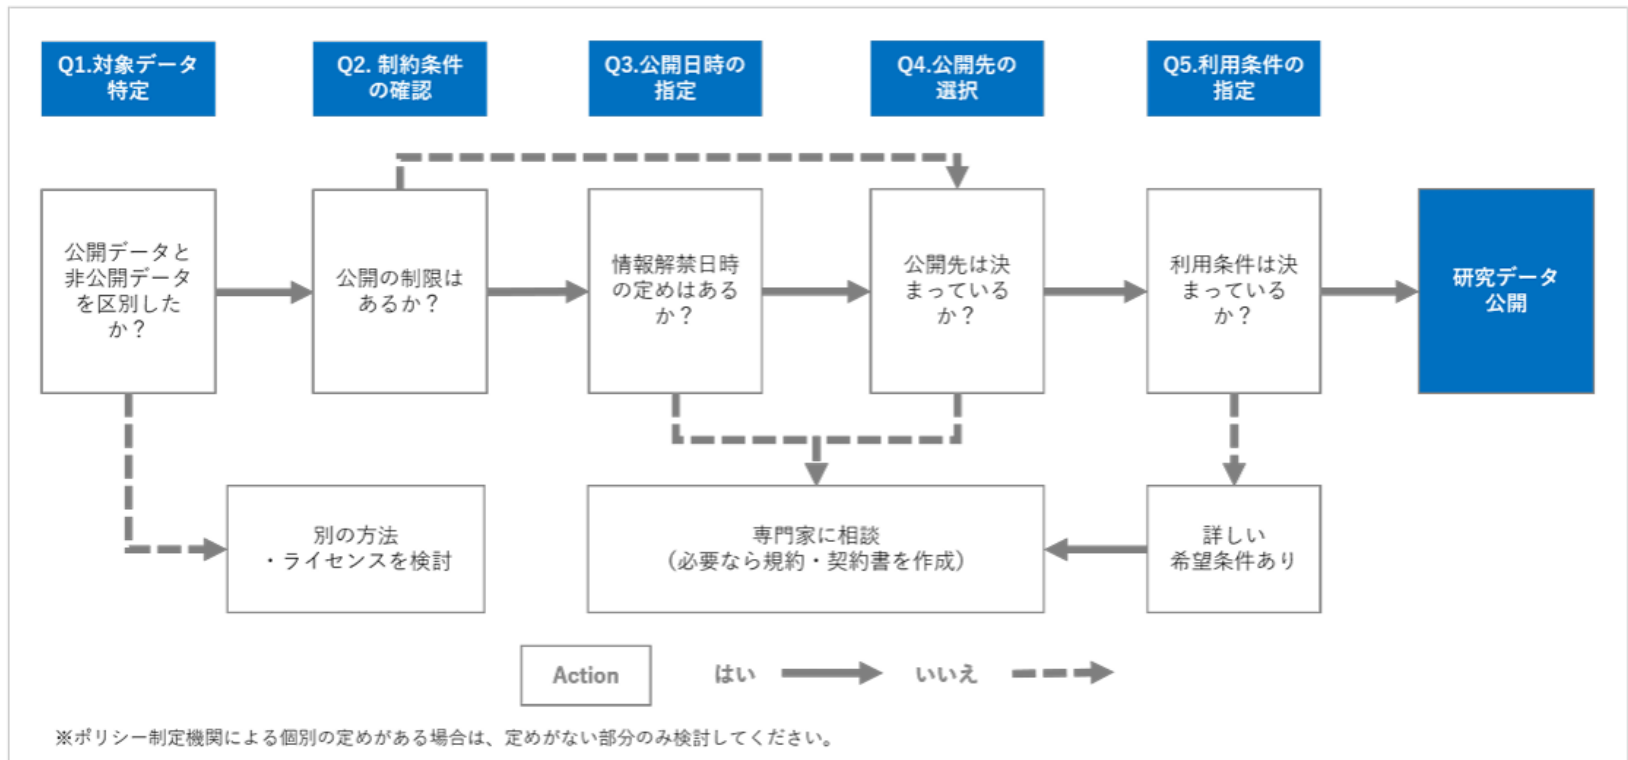 Q1.対象データ
特定
Q2. 制約条件
の確認
Q3.公開日時の
指定
Q4.公開先の
選択
Q5.利用条件の
指定
公開データと
非公開データ
を区別した
か？
公開の制限は
あるか？
情報解禁日時
の定めはある
か？
公開先は決
まっている
か？
利用条件は決
まっている
か？
研究データ
公開
別の方法
・ライセンスを検討
専門家に相談
（必要なら規約・契約書を作成）
詳しい
希望条件あり
Action
はい
いいえ
※ポリシー制定機関による個別の定めがある場合は、定めがない部分のみ検討してください。